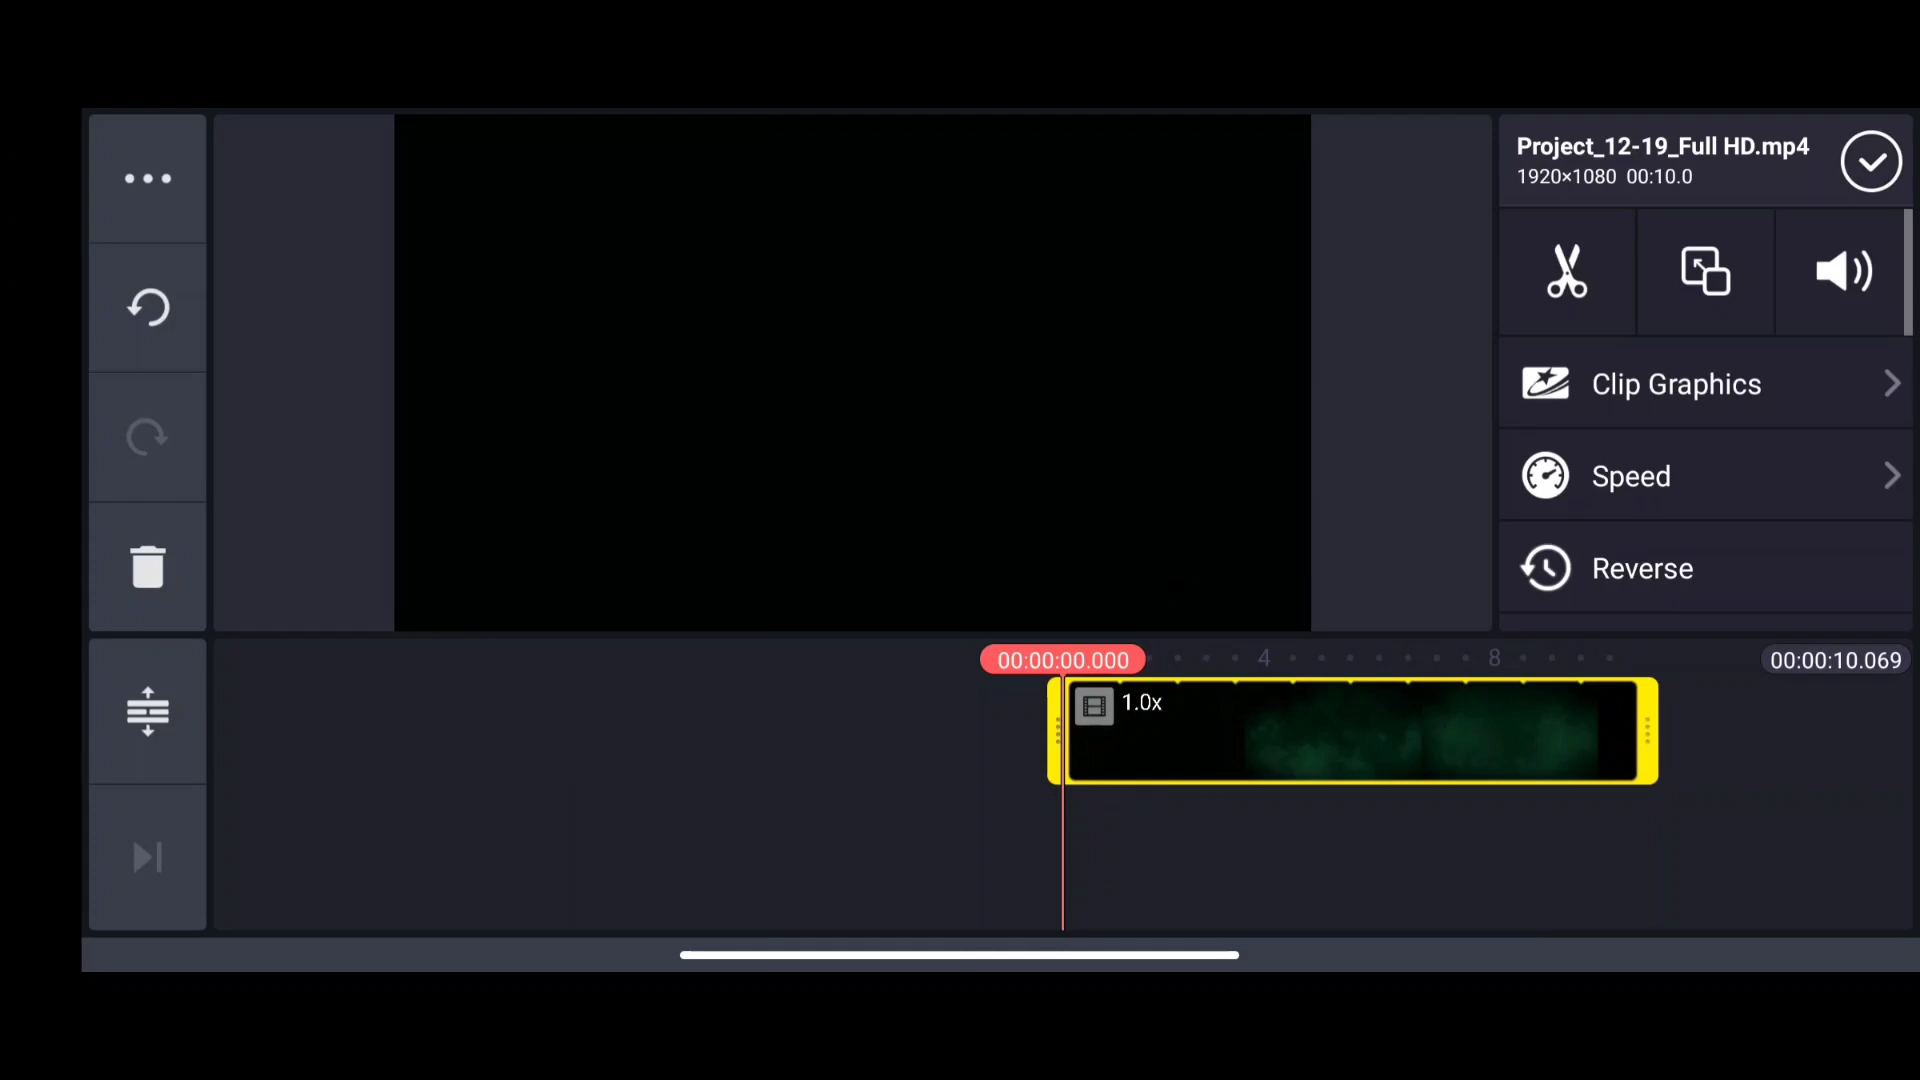 Project_12-19_Full HD.mp4
1920×1080 00:10.0
Clip Graphics
Speed
Reverse
00:00:00.000
4
8
00:00:10.069
1.0x